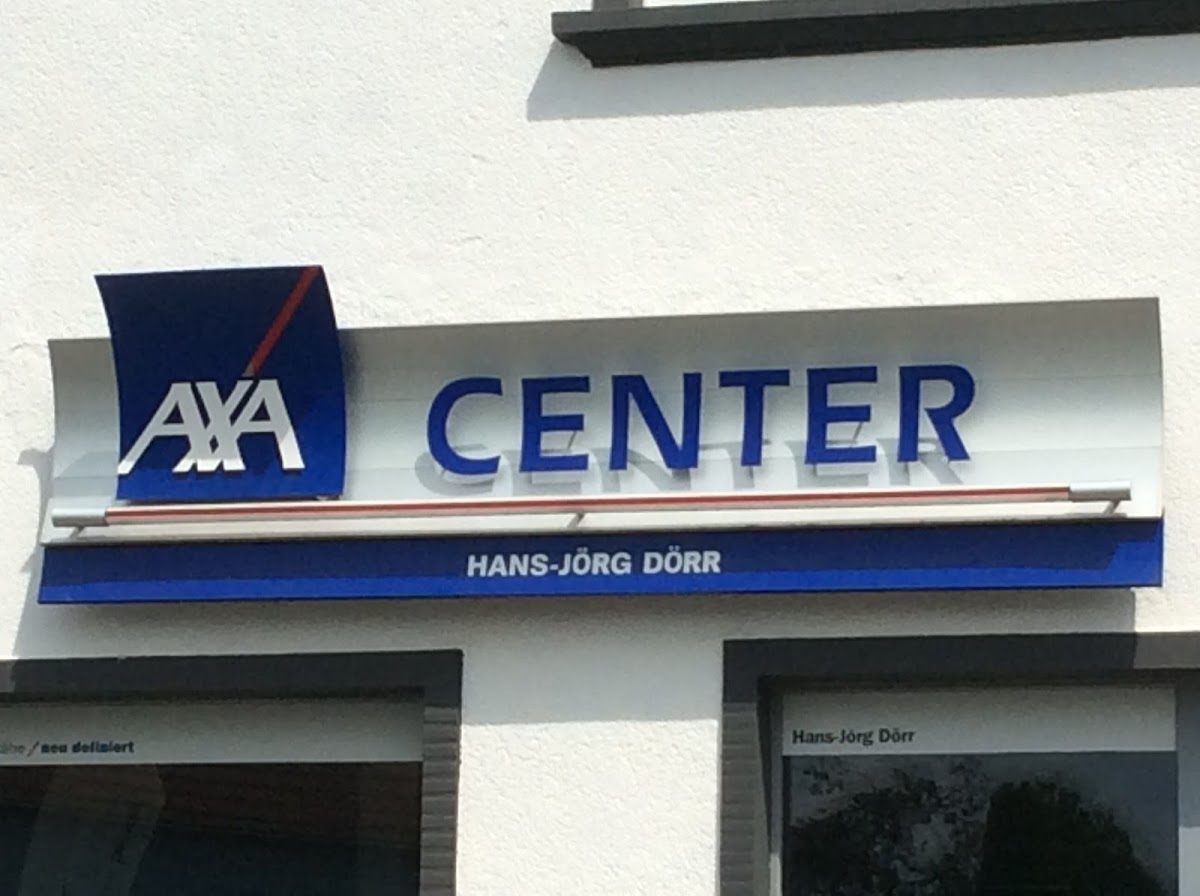 AXA CENTER
HANS-JÖRG DÖRR
/ neu definiert
Hans-Jörg Dörr